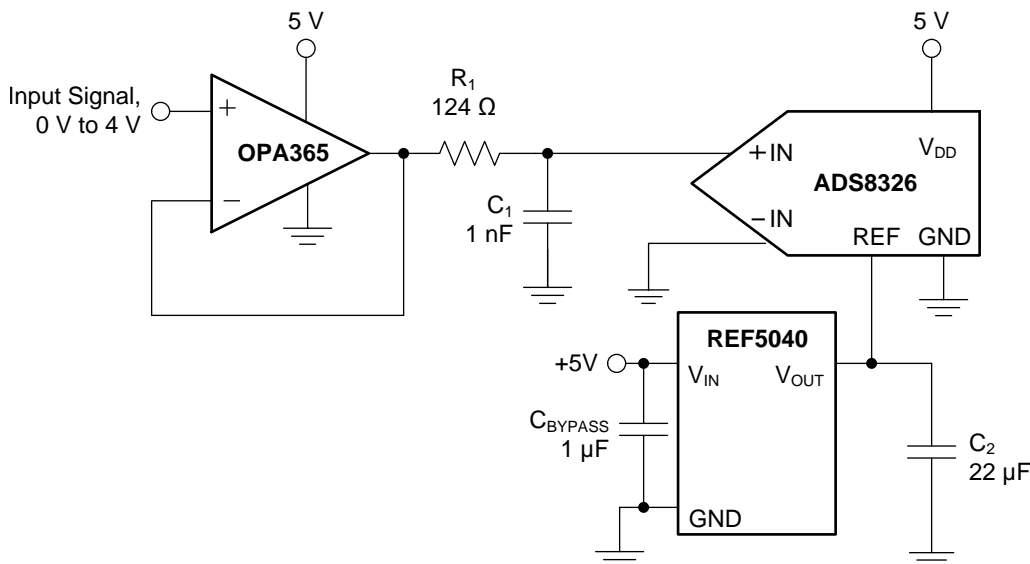 5 V
5 V
Input Signal,
0 V to 4 V
+
−
OPA365
R1
124 Ω
C1
1 nF
+IN
−IN
VDD
ADS8326
REF
GND
REF5040
+5V
VIN
VOUT
CBYPASS
1 µF
GND
C2
22 µF